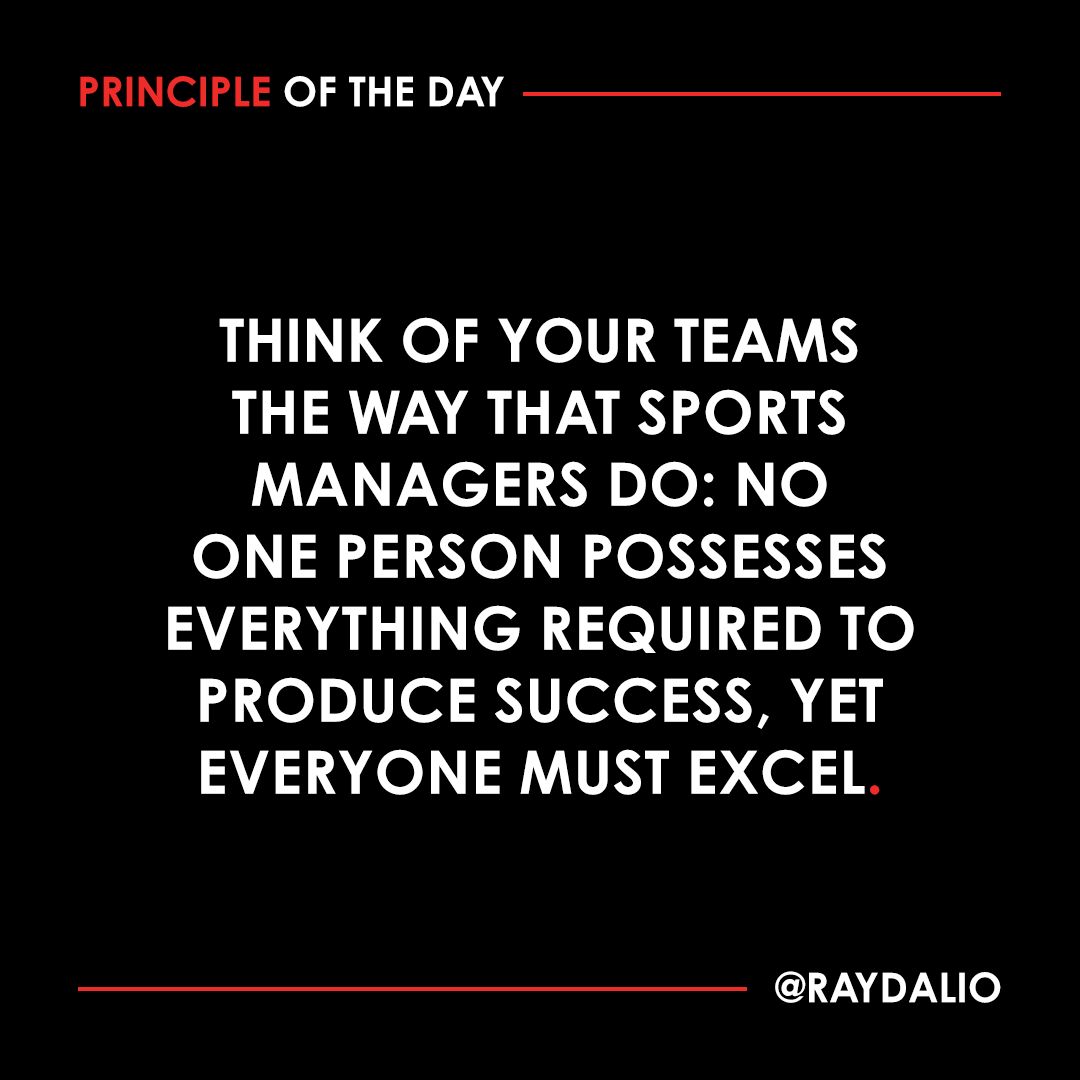 PRINCIPLE OF THE DAY
THINK OF YOUR TEAMS
THE WAY THAT SPORTS
MANAGERS DO: NO
ONE PERSON POSSESSES
EVERYTHING REQUIRED TO
PRODUCE SUCCESS, YET
EVERYONE MUST EXCEL.
@RAYDALIO